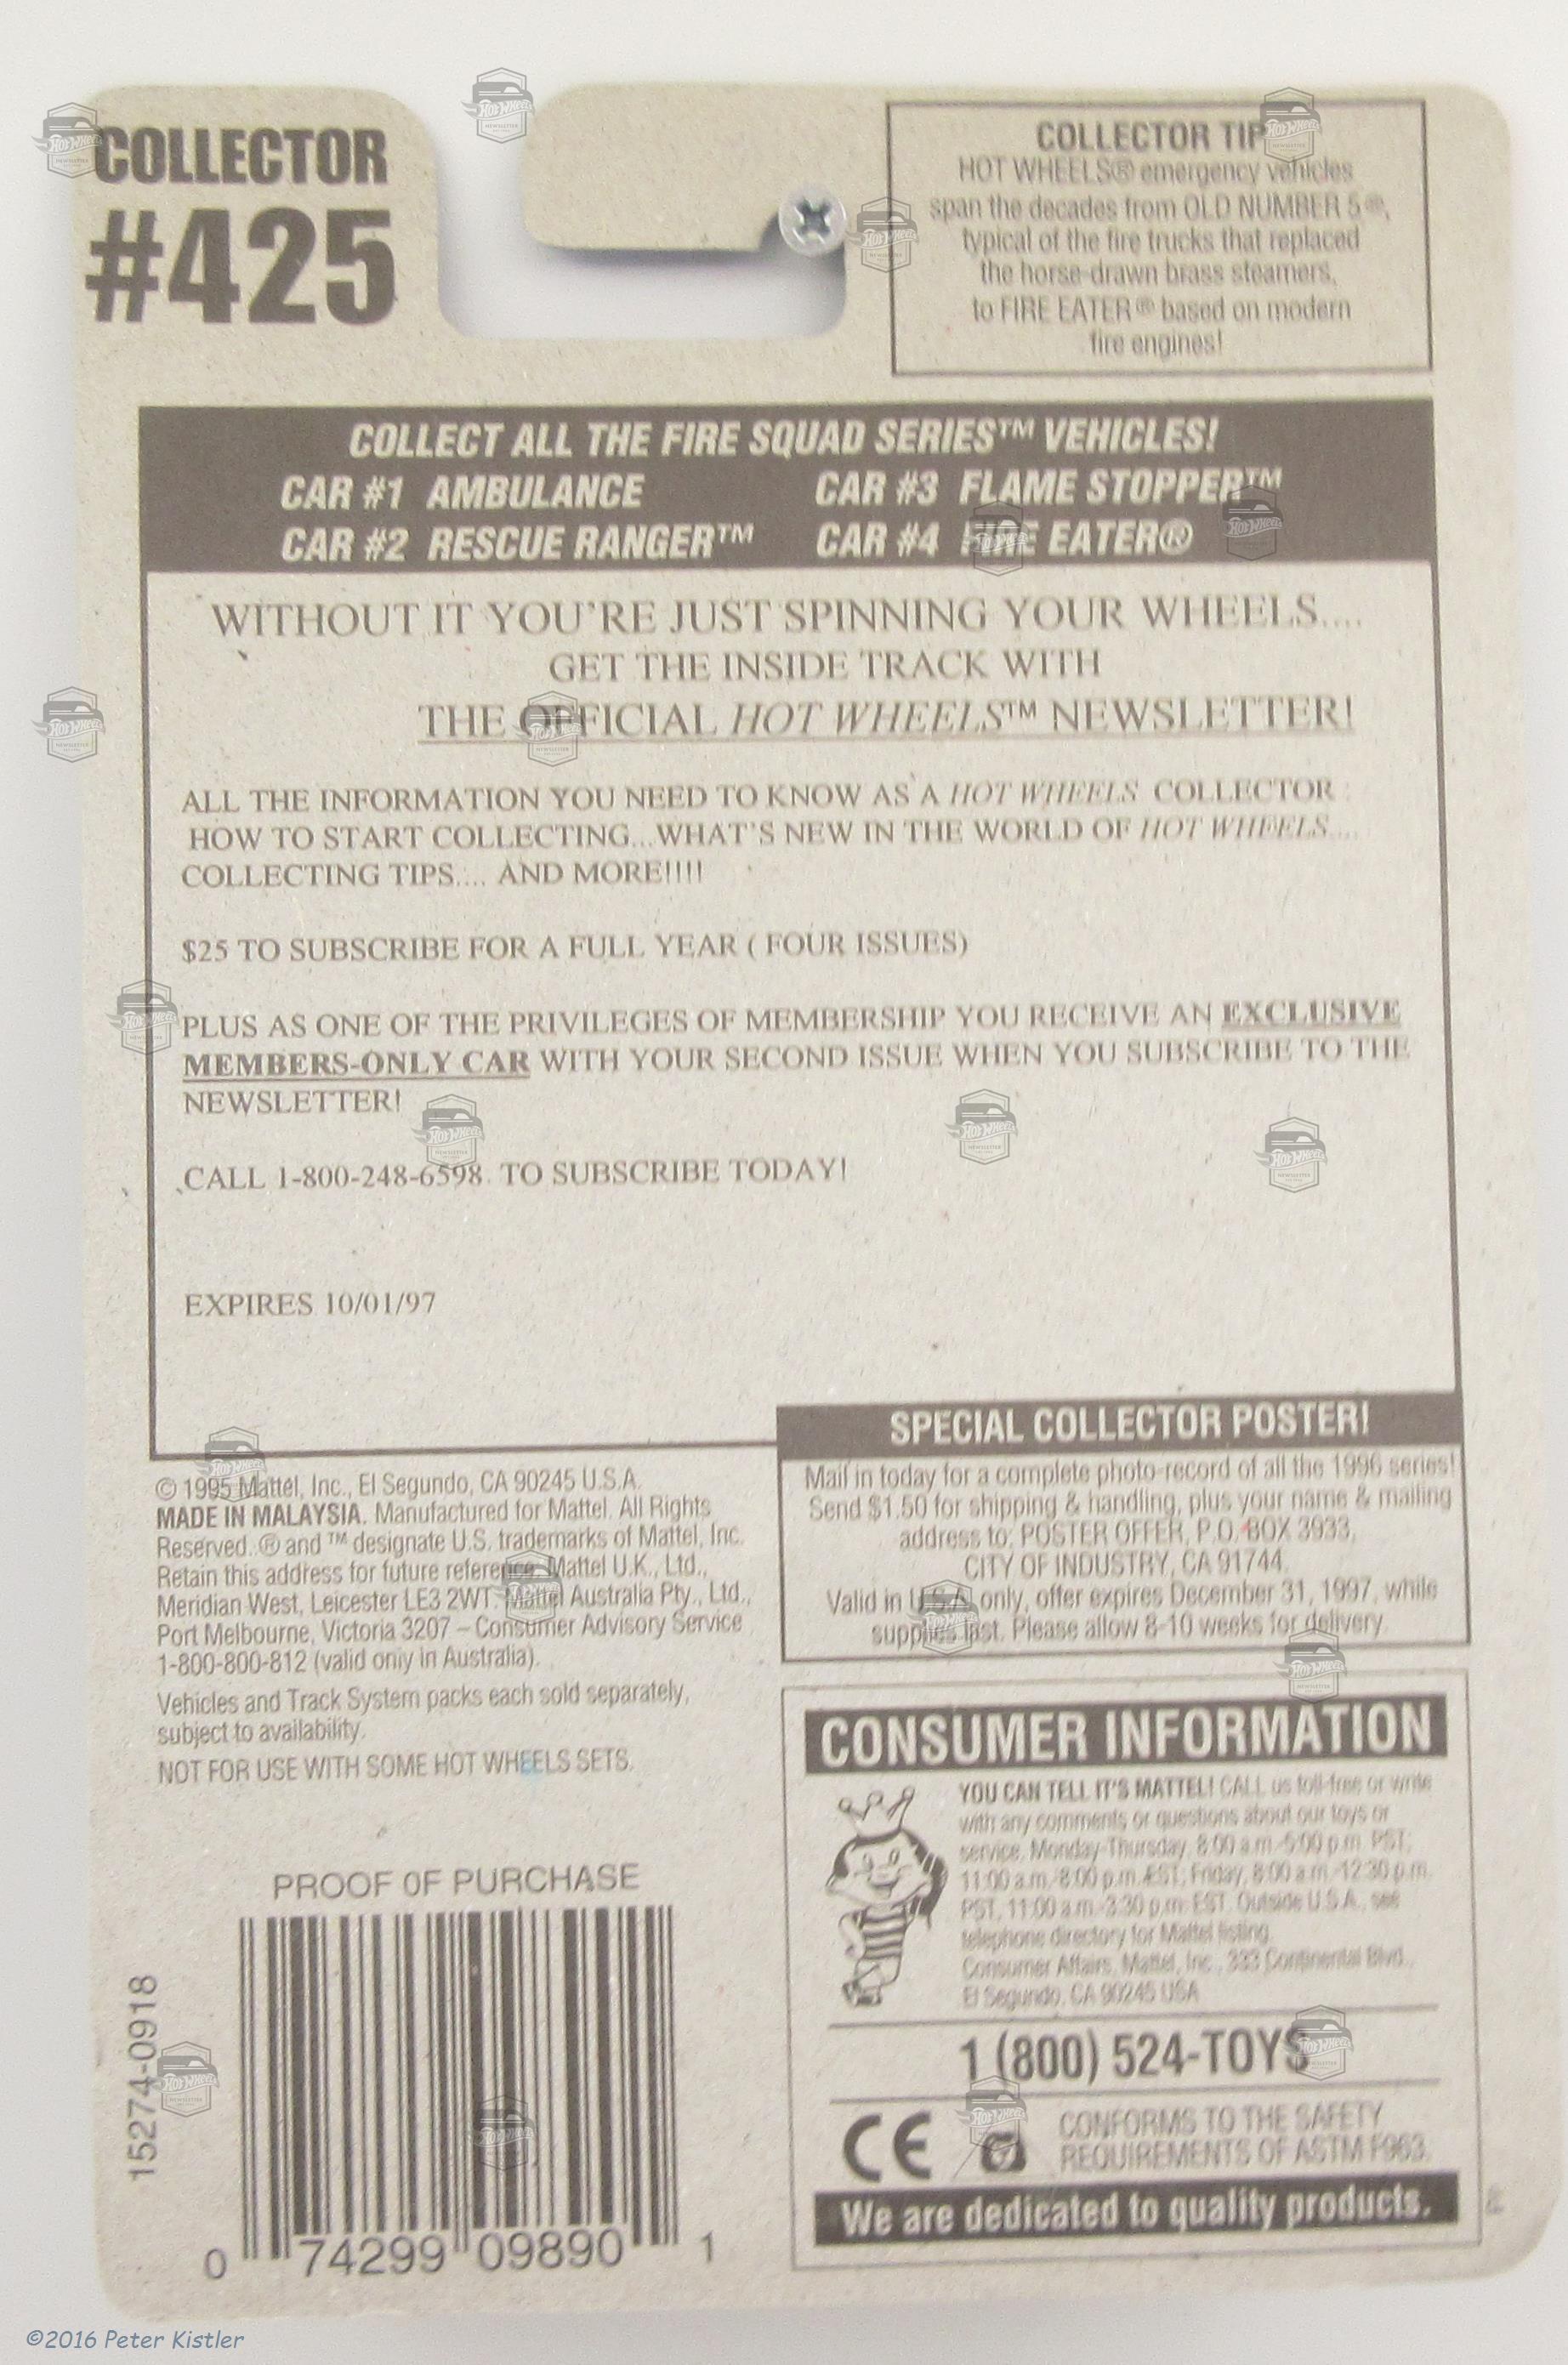 COLLECTOR
#425
COLLECTOR TIP
HOT WHEELS® emergency vehicles
span the decades from OLD NUMBER 5®,
typical of the fire trucks that replaced
the horse-drawn brass steamers,
to FIRE EATER® based on modern
fire engines!
COLLECT ALL THE FIRE SQUAD SERIES™ VEHICLES!
CAR #1 AMBULANCE CAR #3 FLAME STOPPER™
CAR #2 RESCUE RANGER™ CAR #4 FIRE EATER®
WITHOUT IT YOU'RE JUST SPINNING YOUR WHEELS....
GET THE INSIDE TRACK WITH
THE OFFICIAL HOT WHEELS™ NEWSLETTER!
ALL THE INFORMATION YOU NEED TO KNOW AS A HOT WHEELS COLLECTOR :
HOW TO START COLLECTING...WHAT'S NEW IN THE WORLD OF HOT WHEELS....
COLLECTING TIPS.... AND MORE!!!!
$25 TO SUBSCRIBE FOR A FULL YEAR ( FOUR ISSUES)
PLUS AS ONE OF THE PRIVILEGES OF MEMBERSHIP YOU RECEIVE AN EXCLUSIVE
MEMBERS-ONLY CAR WITH YOUR SECOND ISSUE WHEN YOU SUBSCRIBE TO THE
NEWSLETTER!
CALL 1-800-248-6598 TO SUBSCRIBE TODAY!
EXPIRES 10/01/97
SPECIAL COLLECTOR POSTER!
Mail in today for a complete photo-record of all the 1996 series!
Send $1.50 for shipping & handling, plus your name & mailing
address to: POSTER OFFER, P.O. BOX 3933,
CITY OF INDUSTRY, CA 91744.
Valid in U.S.A. only, offer expires December 31, 1997, while
supplies last. Please allow 8-10 weeks for delivery.
© 1995 Mattel, Inc., El Segundo, CA 90245 U.S.A.
MADE IN MALAYSIA. Manufactured for Mattel. All Rights
Reserved. ® and ™ designate U.S. trademarks of Mattel, Inc.
Retain this address for future reference. Mattel U.K., Ltd.,
Meridian West, Leicester LE3 2WT. Mattel Australia Pty., Ltd.,
Port Melbourne, Victoria 3207 – Consumer Advisory Service
1-800-800-812 (valid only in Australia).
Vehicles and Track System packs each sold separately,
subject to availability.
NOT FOR USE WITH SOME HOT WHEELS SETS.
CONSUMER INFORMATION
YOU CAN TELL IT'S MATTEL! CALL us toll-free or write
with any comments or questions about our toys or
service. Monday-Thursday, 8:00 a.m.-5:00 p.m. PST;
11:00 a.m.-8:00 p.m. EST; Friday, 8:00 a.m.-12:30 p.m.
PST, 11:00 a.m.-3:30 p.m. EST. Outside U.S.A., see
telephone directory for Mattel listing.
Consumer Affairs, Mattel, Inc., 333 Continental Blvd.,
El Segundo, CA 90245 USA
1 (800) 524-TOYS
CE
CONFORMS TO THE SAFETY
REQUIREMENTS OF ASTM F963.
We are dedicated to quality products.
PROOF OF PURCHASE
15274-0918
0 74299 09890 1
©2016 Peter Kistler